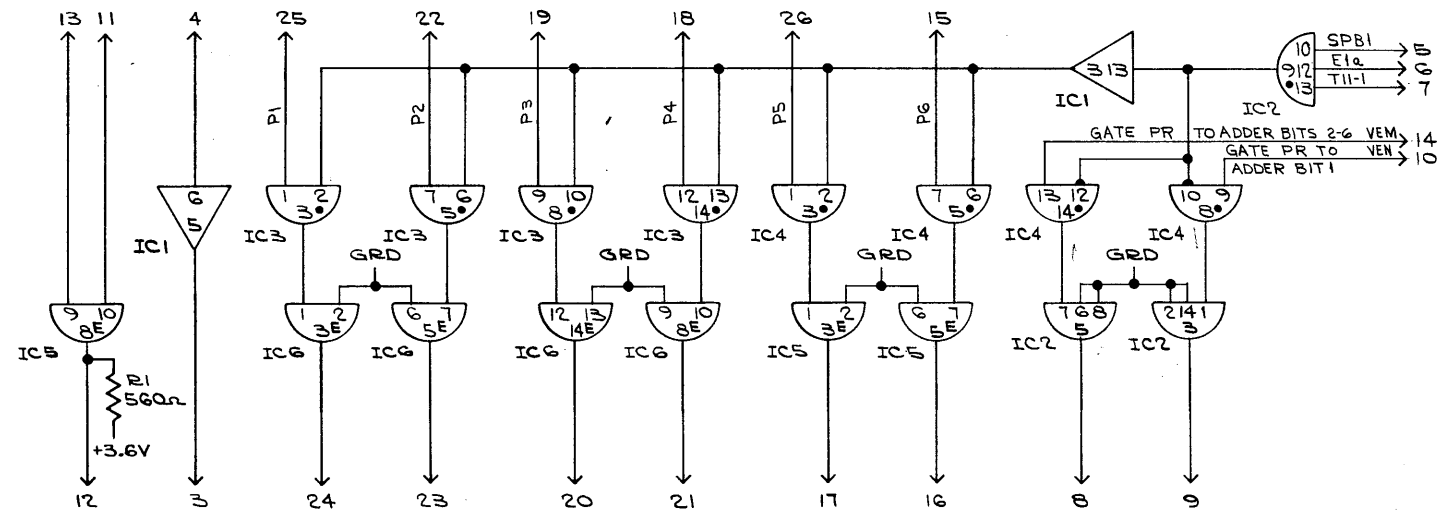 13 11 4 25 22 19 18 26 15
10 SPB1 5
9 12 E1a 6
13 T11-1 7
3 13
IC1
IC2
P1 P2 P3 P4 P5 P6
GATE PR TO ADDER BITS 2-6 VEM 14
GATE PR TO VEN 10
ADDER BIT 1
6 1 2 7 6 9 10 12 13 1 2 7 6 13 12 10 9
5 3 5 8 14 3 5 14 8
IC1 IC3 IC3 IC3 IC3 IC4 IC4 IC4 IC4
GRD GRD GRD GRD
9 10 1 2 6 7 12 13 9 10 1 2 6 7 7 6 8 2 14 1
8E 3E 5E 14E 8E 3E 5E 5 3
IC5 IC6 IC6 IC6 IC6 IC5 IC5 IC2 IC2
R1
560Ω
+3.6V
12 3 24 23 20 21 17 16 8 9